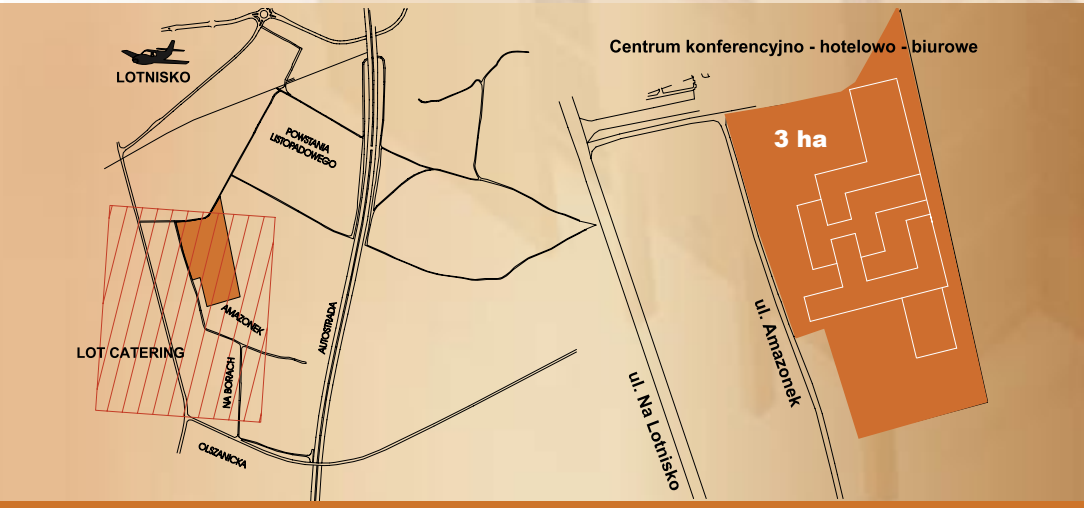 LOTNISKO
POWSTANIA
LISTOPADOWEGO
AMAZONEK
AUTOSTRADA
LOT CATERING
NA BORACH
OLSZANICKA
Centrum konferencyjno - hotelowo - biurowe
3 ha
ul. Amazonek
ul. Na Lotnisko